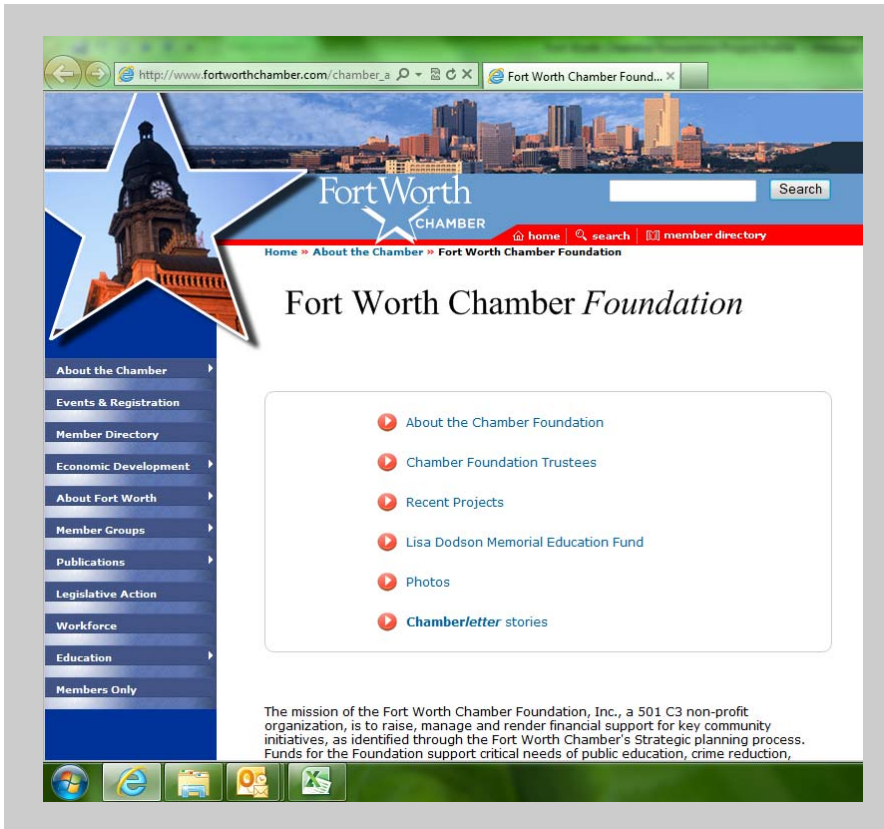 http://www.fortworthchamber.com/chamber_a
Fort Worth Chamber Found...
Fort Worth
CHAMBER
Search
home
search
member directory
Home » About the Chamber » Fort Worth Chamber Foundation
Fort Worth Chamber Foundation
About the Chamber
Events & Registration
Member Directory
Economic Development
About Fort Worth
Member Groups
Publications
Legislative Action
Workforce
Education
Members Only
About the Chamber Foundation
Chamber Foundation Trustees
Recent Projects
Lisa Dodson Memorial Education Fund
Photos
Chamberletter stories
The mission of the Fort Worth Chamber Foundation, Inc., a 501 C3 non-profit
organization, is to raise, manage and render financial support for key community
initiatives, as identified through the Fort Worth Chamber's Strategic planning process.
Funds for the Foundation support critical needs of public education, crime reduction,